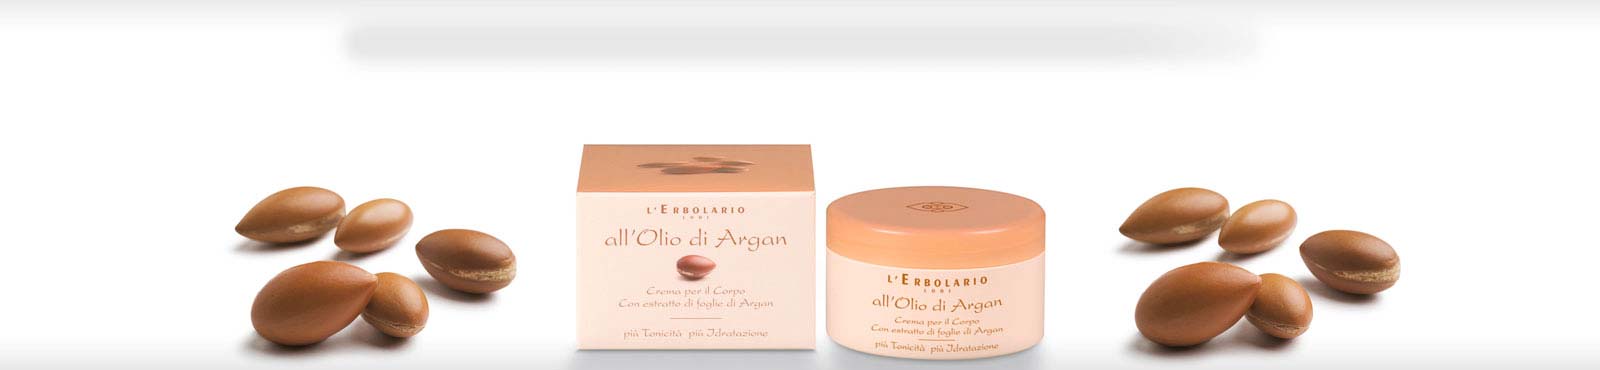 L'ERBOLARIO
LODI
all'Olio di Argan
Crema per il Corpo
Con estratto di foglie di Argan
più Tonicità più Idratazione
L'ERBOLARIO
LODI
all'Olio di Argan
Crema per il Corpo
Con estratto di foglie di Argan
più Tonicità più Idratazione